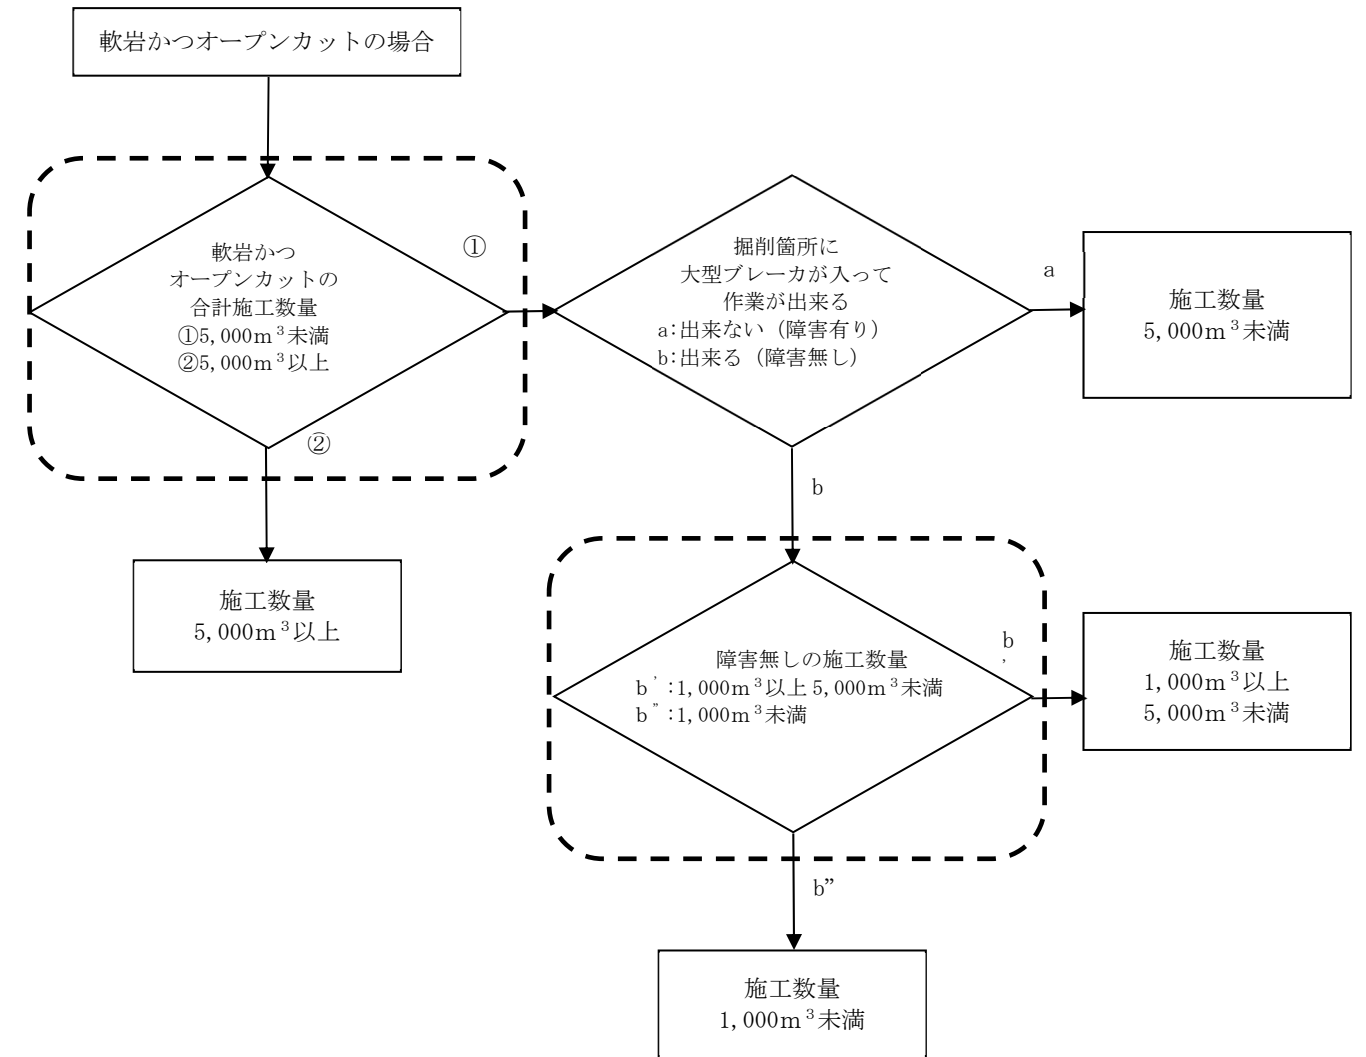 軟岩かつオープンカットの場合
軟岩かつ
オープンカットの
合計施工数量
①5,000m³未満
②5,000m³以上
①
②
施工数量
5,000m³以上
掘削箇所に
大型ブレーカが入って
作業が出来る
a:出来ない（障害有り）
b:出来る（障害無し）
a
施工数量
5,000m³未満
b
障害無しの施工数量
b':1,000m³以上5,000m³未満
b”:1,000m³未満
b
'
施工数量
1,000m³以上
5,000m³未満
b”
施工数量
1,000m³未満